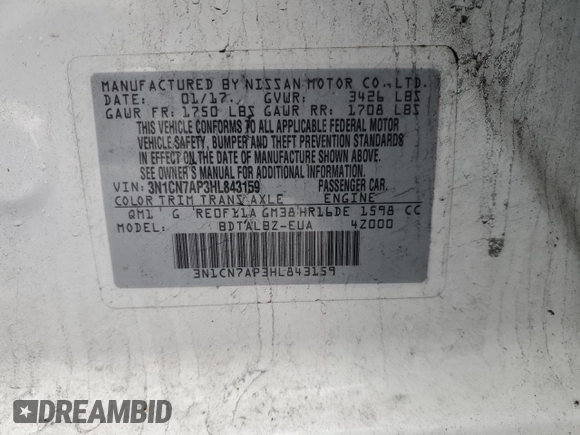 MANUFACTURED BY NISSAN MOTOR CO.,LTD.
DATE: 01/17 GVWR: 3426 LBS
GAWR FR: 1750 LBS GAWR RR: 1708 LBS
THIS VEHICLE CONFORMS TO ALL APPLICABLE FEDERAL MOTOR
VEHICLE SAFETY, BUMPER AND THEFT PREVENTION STANDARDS
IN EFFECT ON THE DATE OF MANUFACTURE SHOWN ABOVE.
SEE OWNER'S MANUAL FOR ADDITIONAL INFORMATION
VIN: 3N1CN7AP3HL843159 PASSENGER CAR.
COLOR TRIM TRANS AXLE ENGINE
QM1 G RE0F11A GM38 HR16DE 1598 CC
MODEL: BDTALBZ-EUA 42000
3N1CN7AP3HL843159
DREAMBID